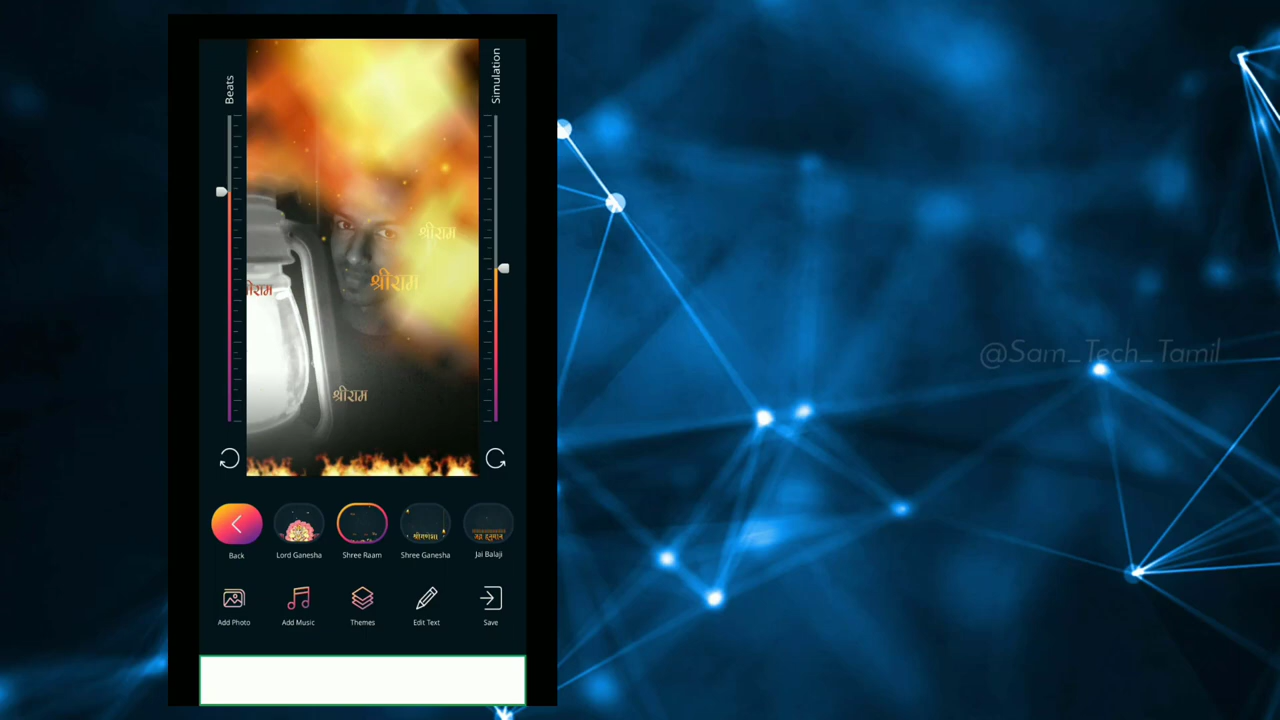 Beats
Simulation
श्रीराम
श्रीराम
श्रीराम
@Sam_Tech_Tamil
Back
Lord Ganesha
Shree Raam
Shree Ganesha
Jai Balaji
Add Photo
Add Music
Themes
Edit Text
Save